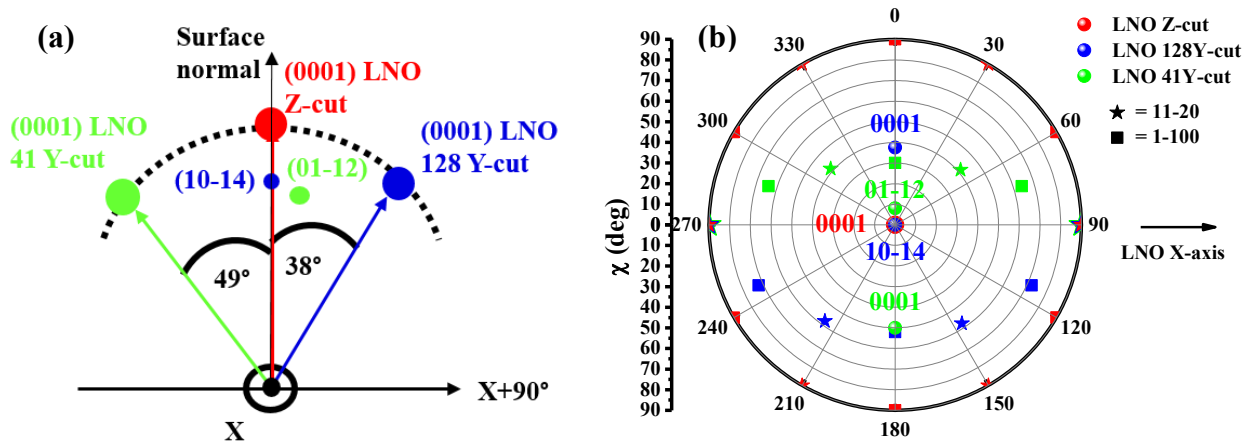 (a)
Surface
normal
(0001) LNO
Z-cut
(0001) LNO
41 Y-cut
(10-14)
(01-12)
(0001) LNO
128 Y-cut
49°
38°
X
X+90°
(b)
χ (deg)
90
80
70
60
50
40
30
20
10
0
10
20
30
40
50
60
70
80
90
0
30
60
90
120
150
180
210
240
270
300
330
0001
01-12
0001
10-14
0001
LNO Z-cut
LNO 128Y-cut
LNO 41Y-cut
= 11-20
= 1-100
LNO X-axis